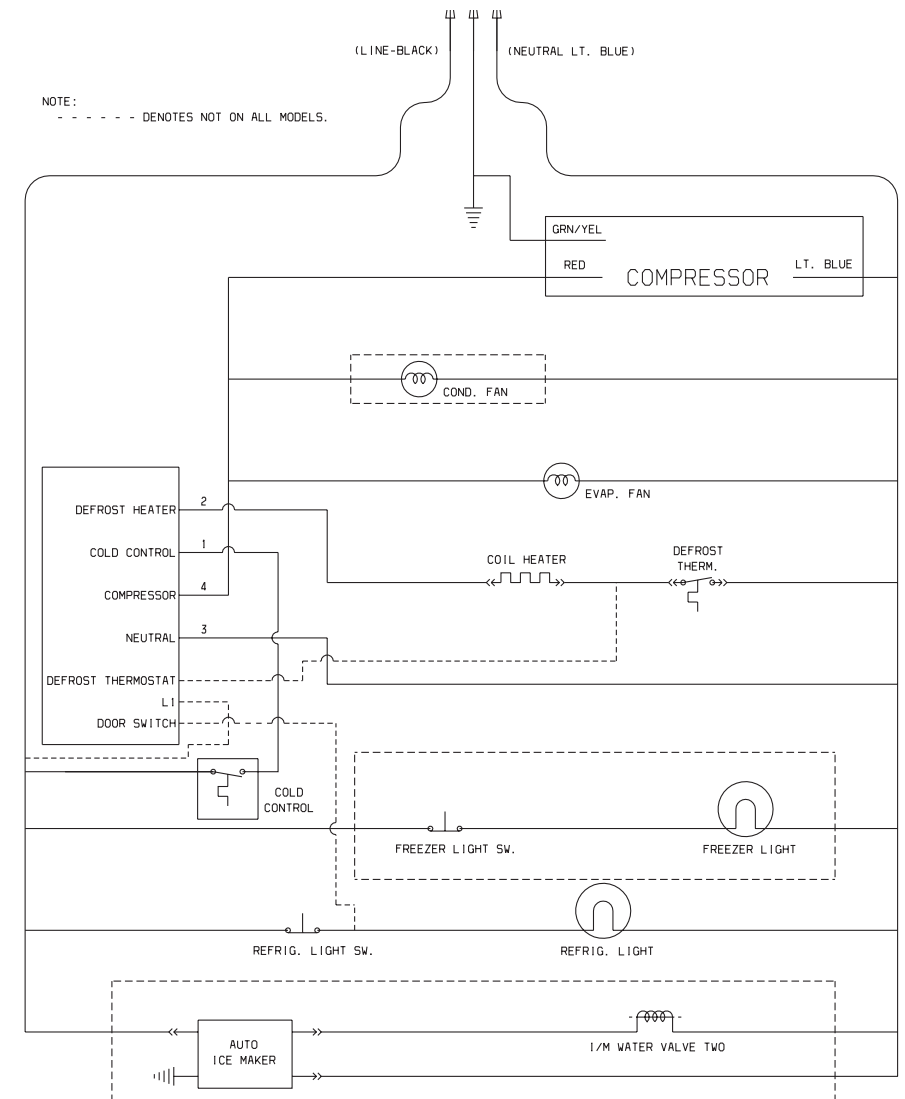 (LINE-BLACK)
(NEUTRAL LT. BLUE)
NOTE:
- - - - - - DENOTES NOT ON ALL MODELS.
GRN/YEL
RED
COMPRESSOR
LT. BLUE
COND. FAN
EVAP. FAN
DEFROST HEATER
2
COLD CONTROL
1
COMPRESSOR
4
NEUTRAL
3
DEFROST THERMOSTAT
L1
DOOR SWITCH
COIL HEATER
DEFROST
THERM.
COLD
CONTROL
FREEZER LIGHT SW.
FREEZER LIGHT
REFRIG. LIGHT SW.
REFRIG. LIGHT
AUTO
ICE MAKER
I/M WATER VALVE TWO